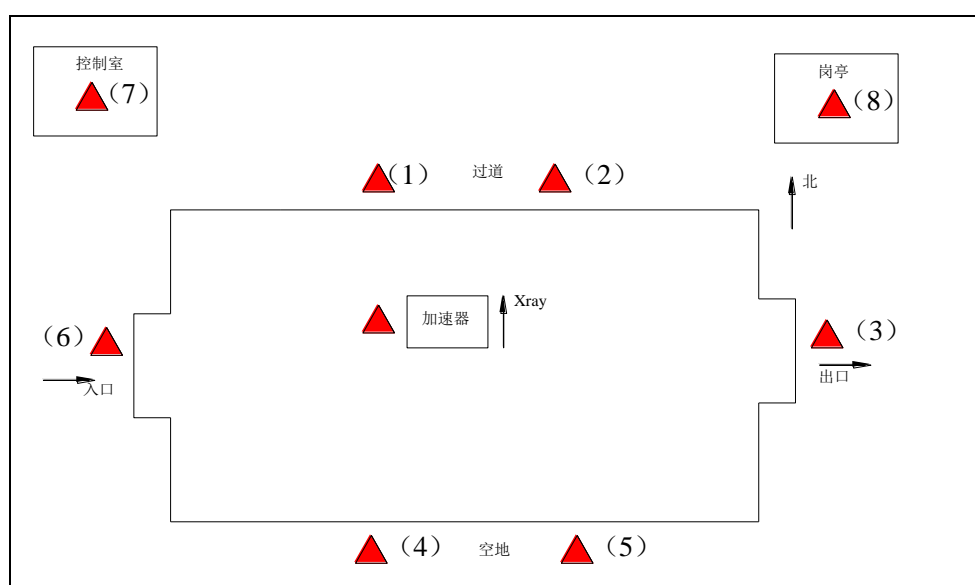 控制室
(7)
岗亭
(8)
(1)
过道
(2)
北
Xray
加速器
(6)
入口
(3)
出口
(4)
空地
(5)